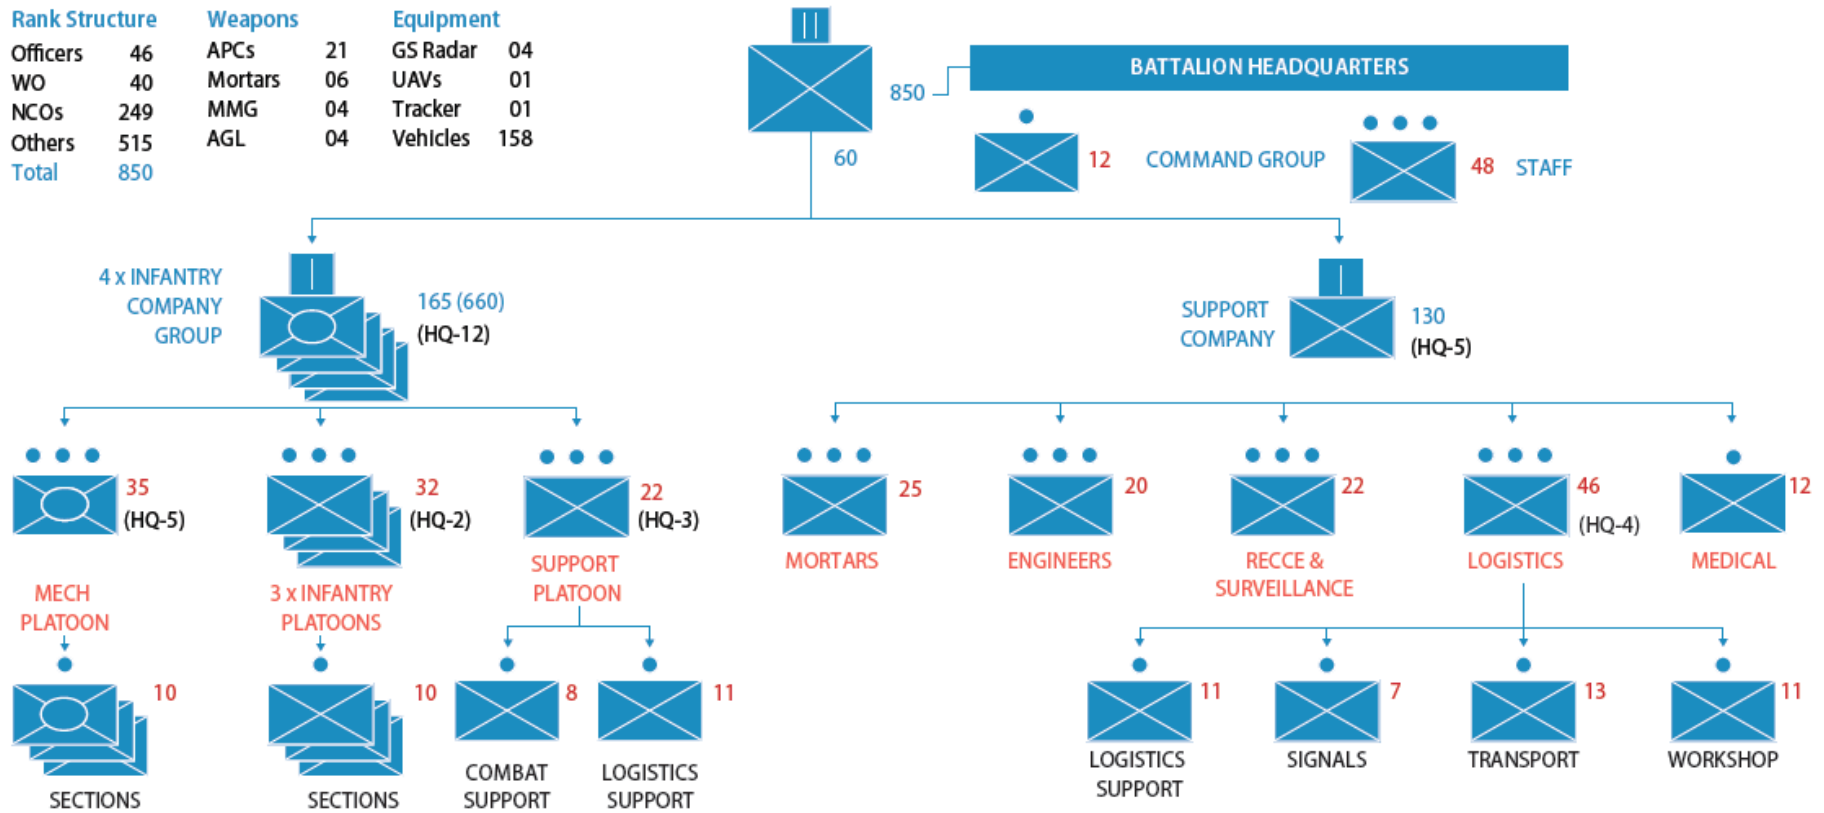 Rank Structure
Officers 46
WO 40
NCOs 249
Others 515
Total 850
Weapons
APCs 21
Mortars 06
MMG 04
AGL 04
Equipment
GS Radar 04
UAVs 01
Tracker 01
Vehicles 158
850
BATTALION HEADQUARTERS
60
12 COMMAND GROUP
48 STAFF
4 x INFANTRY
COMPANY
GROUP
165 (660)
(HQ-12)
SUPPORT
COMPANY
130
(HQ-5)
35
(HQ-5)
MECH
PLATOON
32
(HQ-2)
3 x INFANTRY
PLATOONS
22
(HQ-3)
SUPPORT
PLATOON
25
MORTARS
20
ENGINEERS
22
RECCE &
SURVEILLANCE
46
(HQ-4)
LOGISTICS
12
MEDICAL
10
SECTIONS
10
SECTIONS
8
COMBAT
SUPPORT
11
LOGISTICS
SUPPORT
11
LOGISTICS
SUPPORT
7
SIGNALS
13
TRANSPORT
11
WORKSHOP